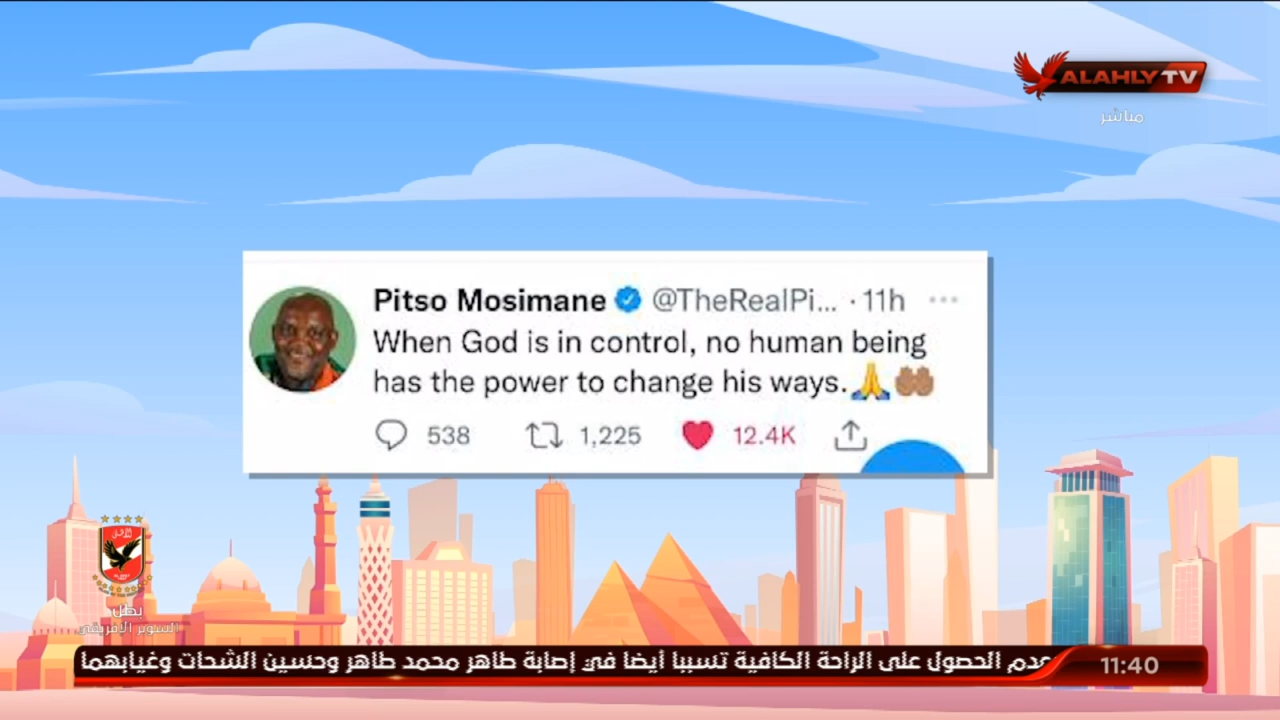 ALAHLY TV
مباشر
Pitso Mosimane @TheRealPi... · 11h ...
When God is in control, no human being
has the power to change his ways.🙏🤲🏽
538 1,225 12.4K
بطل
السوبر الأفريقي
عدم الحصول على الراحة الكافية تسببا أيضا في إصابة طاهر محمد طاهر وحسين الشحات وغيابهما
11:40